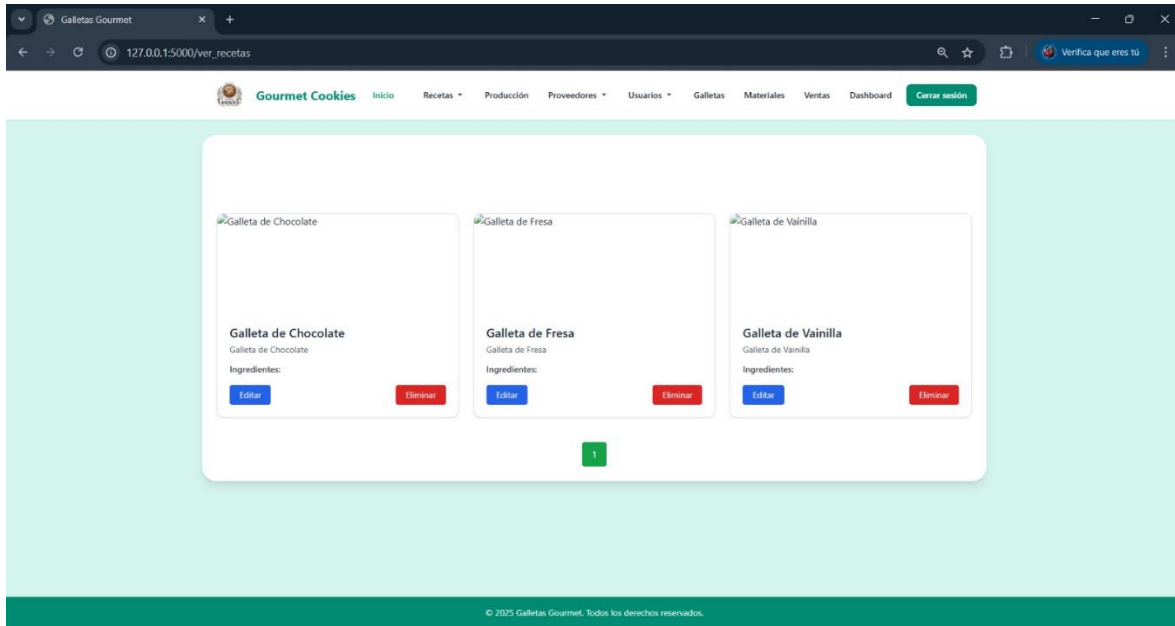 Galletas Gourmet
127.0.0.1:5000/ver_recetas
Verifica que eres tú
Gourmet Cookies Inicio Recetas Producción Proveedores Usuarios Galletas Materiales Ventas Dashboard Cerrar sesión
Galleta de Chocolate Galleta de Fresa Galleta de Vainilla
Galleta de Chocolate Galleta de Fresa Galleta de Vainilla
Galleta de Chocolate Galleta de Fresa Galleta de Vainilla
Ingredientes: Ingredientes: Ingredientes:
Editar Eliminar Editar Eliminar Editar Eliminar
1
© 2025 Galletas Gourmet. Todos los derechos reservados.